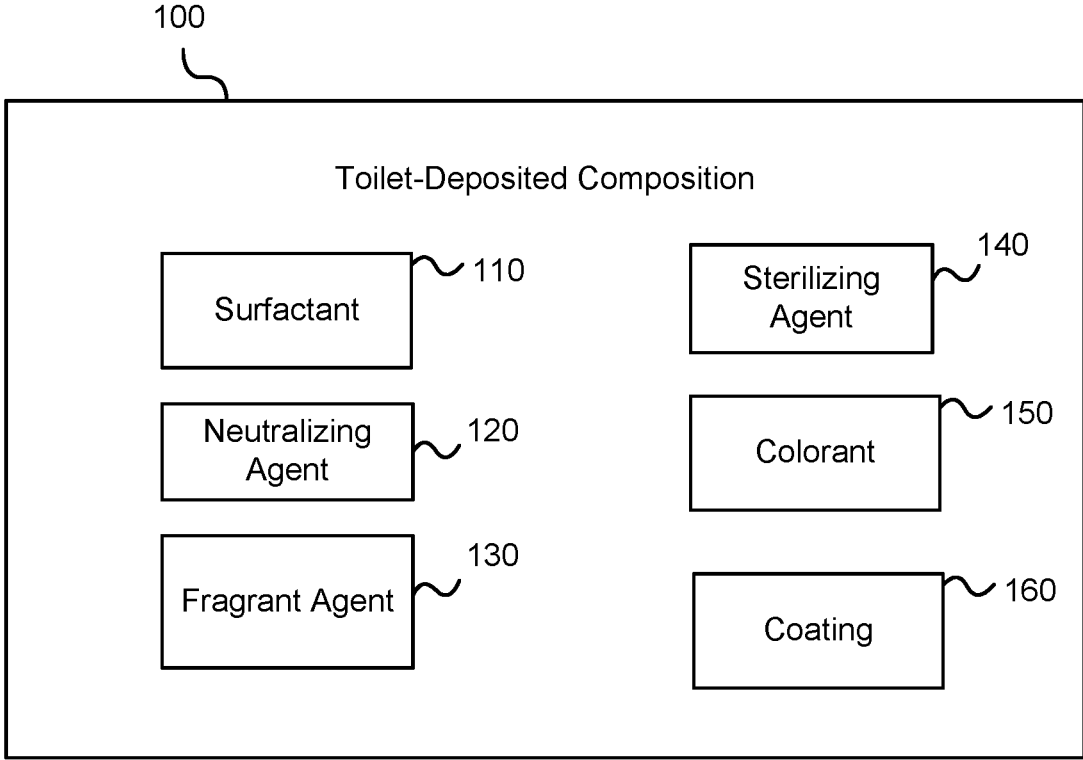 100
Toilet-Deposited Composition
Surfactant
110
Neutralizing
Agent
120
Fragrant Agent
130
Sterilizing
Agent
140
Colorant
150
Coating
160